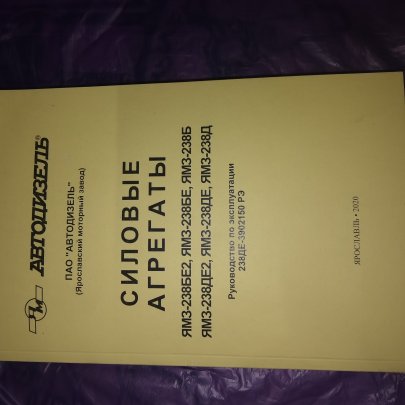 АВТОДИЗЕЛЬ®
ПАО "АВТОДИЗЕЛЬ"
(Ярославский моторный завод)
СИЛОВЫЕ
АГРЕГАТЫ
ЯМЗ-238БЕ2, ЯМЗ-238БЕ, ЯМЗ-238Б
ЯМЗ-238ДЕ2, ЯМЗ-238ДЕ, ЯМЗ-238Д
Руководство по эксплуатации
238ДЕ-3902150 РЭ
ЯРОСЛАВЛЬ • 2020